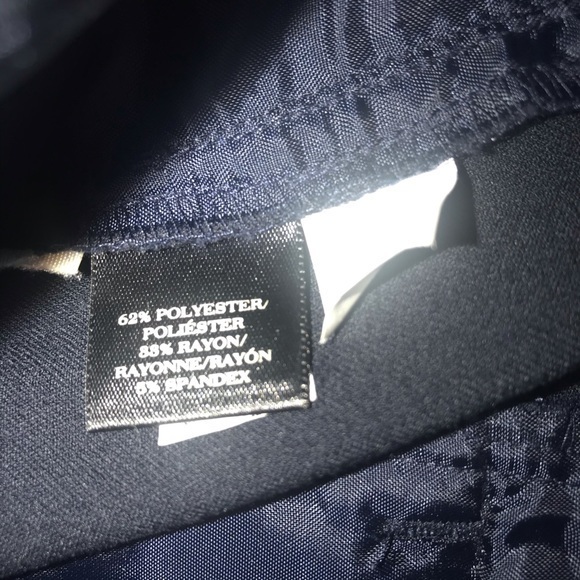 62% POLYESTER/
POLIÉSTER
33% RAYON/
RAYONNE/RAYÓN
5% SPANDEX